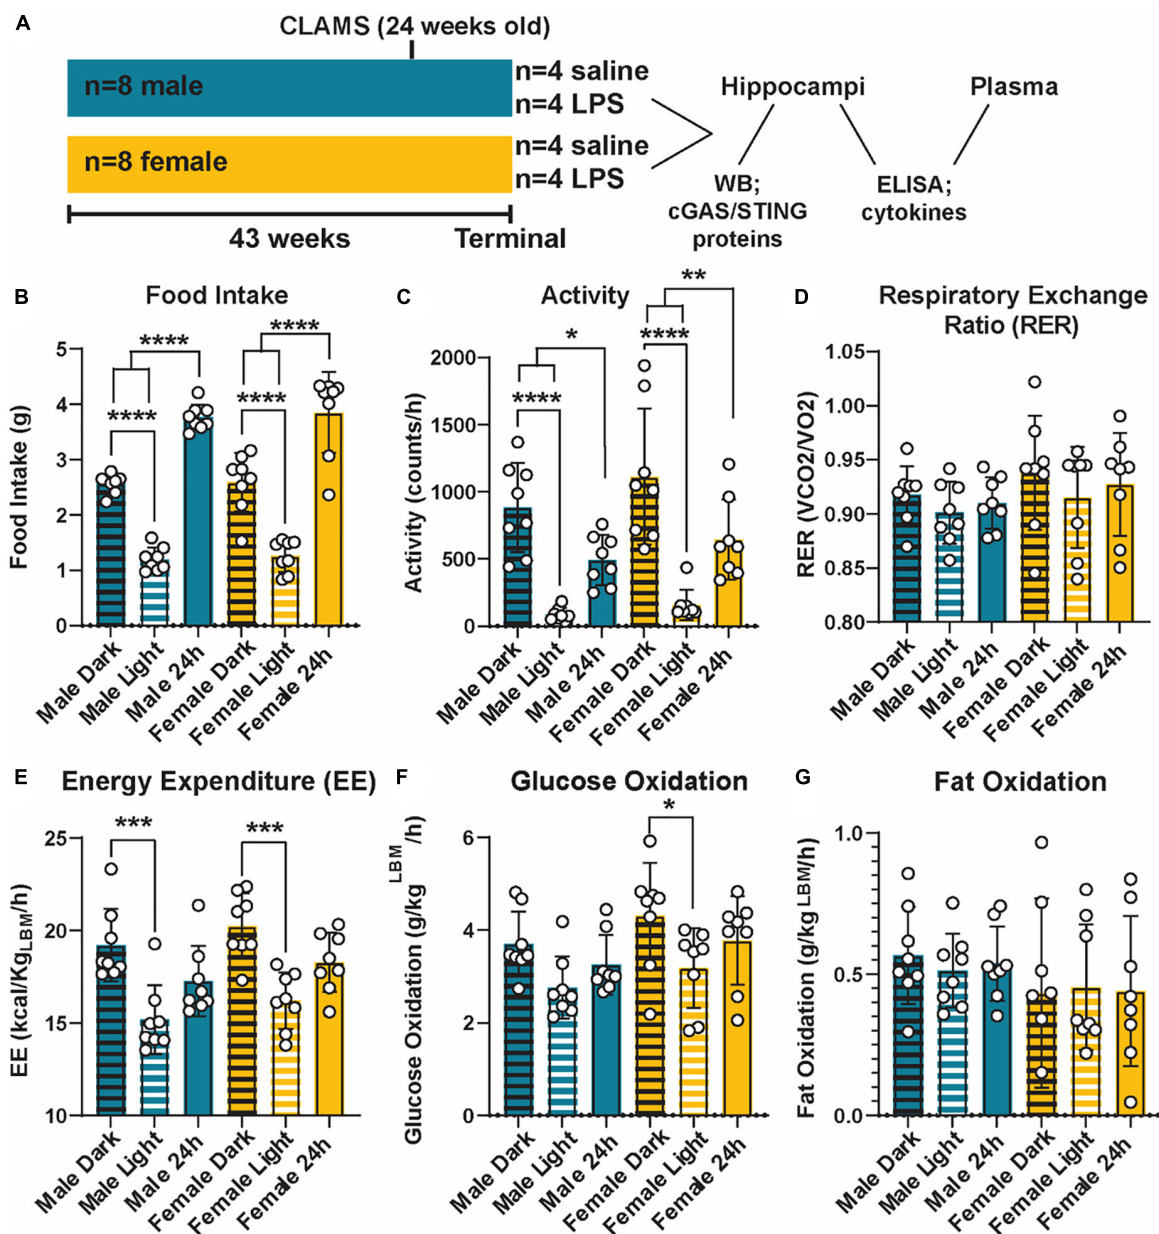 A
CLAMS (24 weeks old)
n=8 male
n=4 saline
n=4 LPS
n=8 female
n=4 saline
n=4 LPS
43 weeks
Terminal
Hippocampi
Plasma
WB;
cGAS/STING
proteins
ELISA;
cytokines
B
Food Intake
Food Intake (g)
5
4
3
2
1
0
****
****
****
****
Male Dark
Male Light
Male 24h
Female Dark
Female Light
Female 24h
C
Activity
Activity (counts/h)
2000
1500
1000
500
0
****
*
****
**
Male Dark
Male Light
Male 24h
Female Dark
Female Light
Female 24h
D
Respiratory Exchange
Ratio (RER)
RER (VCO2/VO2)
1.05
1.00
0.95
0.90
0.85
0.80
Male Dark
Male Light
Male 24h
Female Dark
Female Light
Female 24h
E
Energy Expenditure (EE)
EE (kcal/KgLBM/h)
25
20
15
10
***
***
Male Dark
Male Light
Male 24h
Female Dark
Female Light
Female 24h
F
Glucose Oxidation
Glucose Oxidation (g/kgLBM/h)
6
4
2
0
*
Male Dark
Male Light
Male 24h
Female Dark
Female Light
Female 24h
G
Fat Oxidation
Fat Oxidation (g/kgLBM/h)
1.0
0.5
0.0
Male Dark
Male Light
Male 24h
Female Dark
Female Light
Female 24h